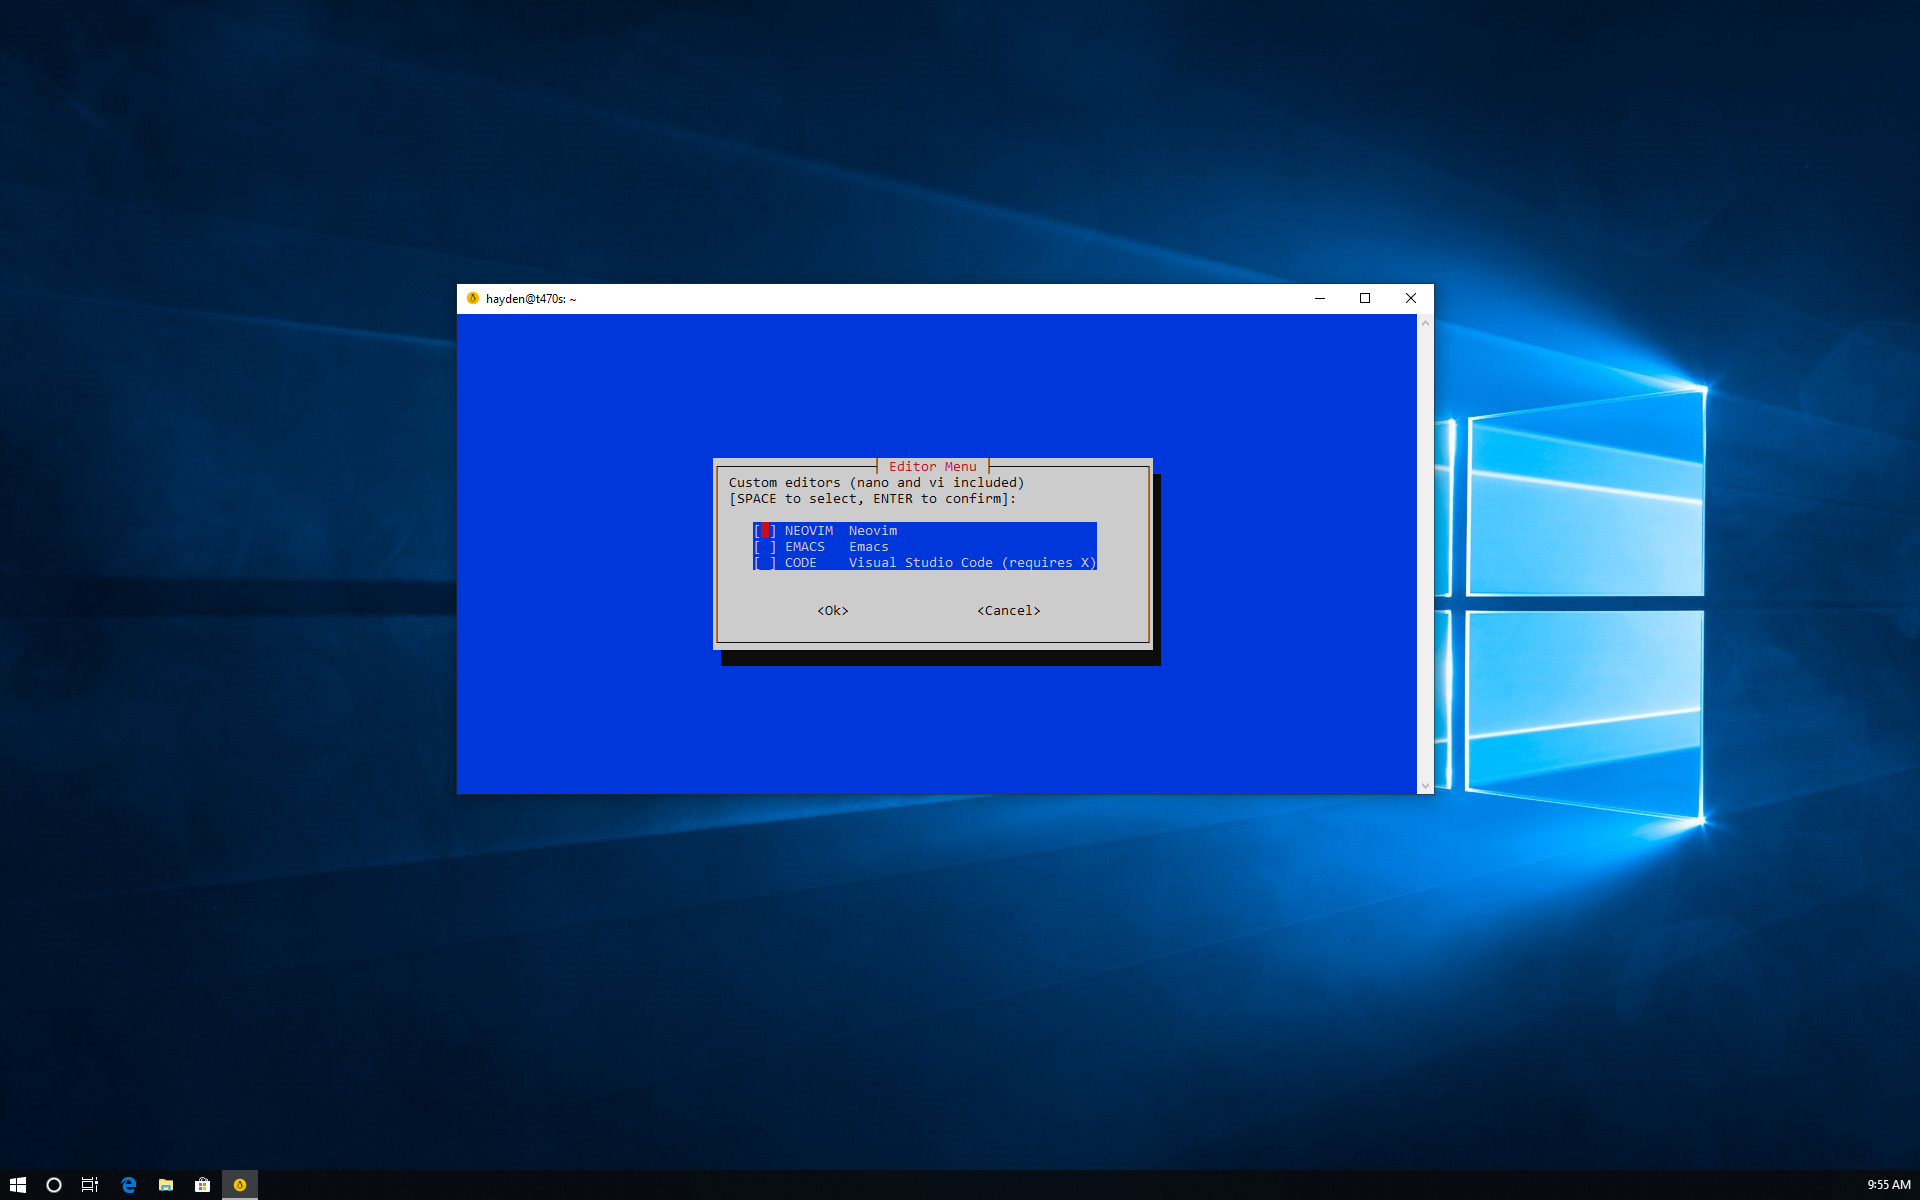 hayden@t470s: ~
Editor Menu
Custom editors (nano and vi included)
[SPACE to select, ENTER to confirm]:
[ ] NEOVIM Neovim
[ ] EMACS Emacs
[ ] CODE Visual Studio Code (requires X)
<Ok> <Cancel>
9:55 AM